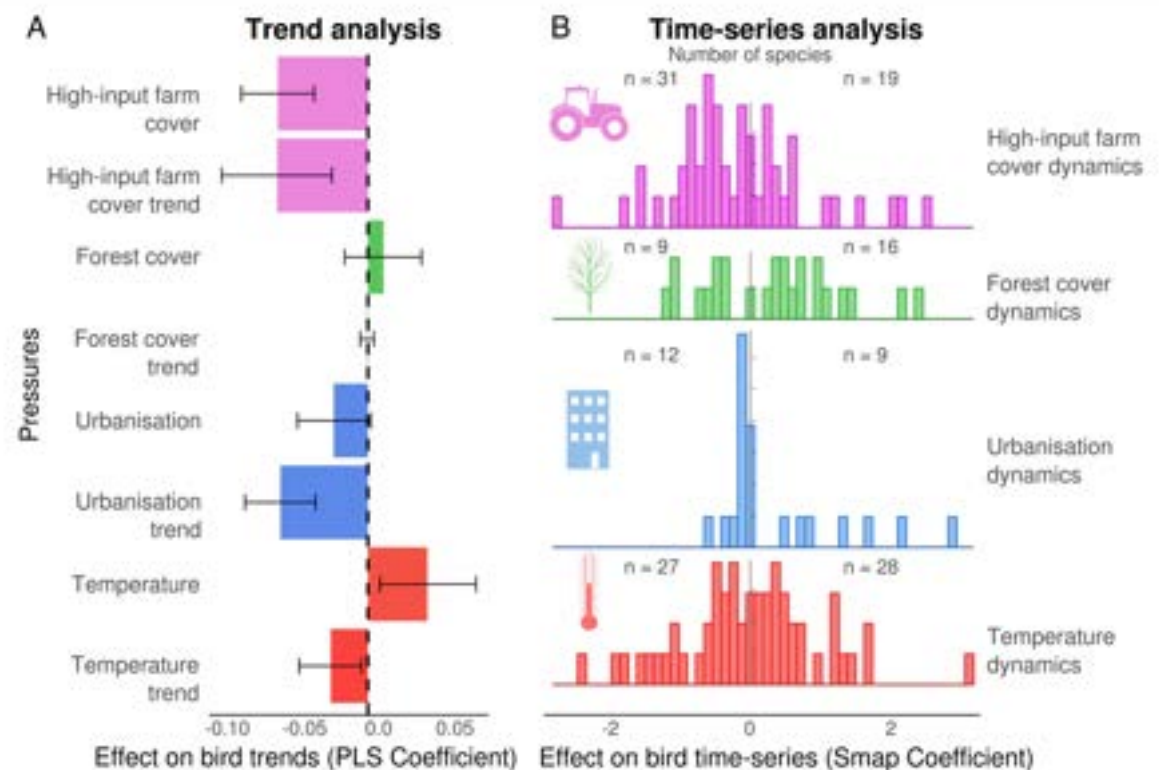 A
Trend analysis
Pressures
High-input farm
cover
High-input farm
cover trend
Forest cover
Forest cover
trend
Urbanisation
Urbanisation
trend
Temperature
Temperature
trend
-0.10 -0.05 0.0 0.05
Effect on bird trends (PLS Coefficient)
B
Time-series analysis
Number of species
n = 31 n = 19
High-input farm
cover dynamics
n = 9 n = 16
Forest cover
dynamics
n = 12 n = 9
Urbanisation
dynamics
n = 27 n = 28
Temperature
dynamics
-2 0 2
Effect on bird time-series (Smap Coefficient)